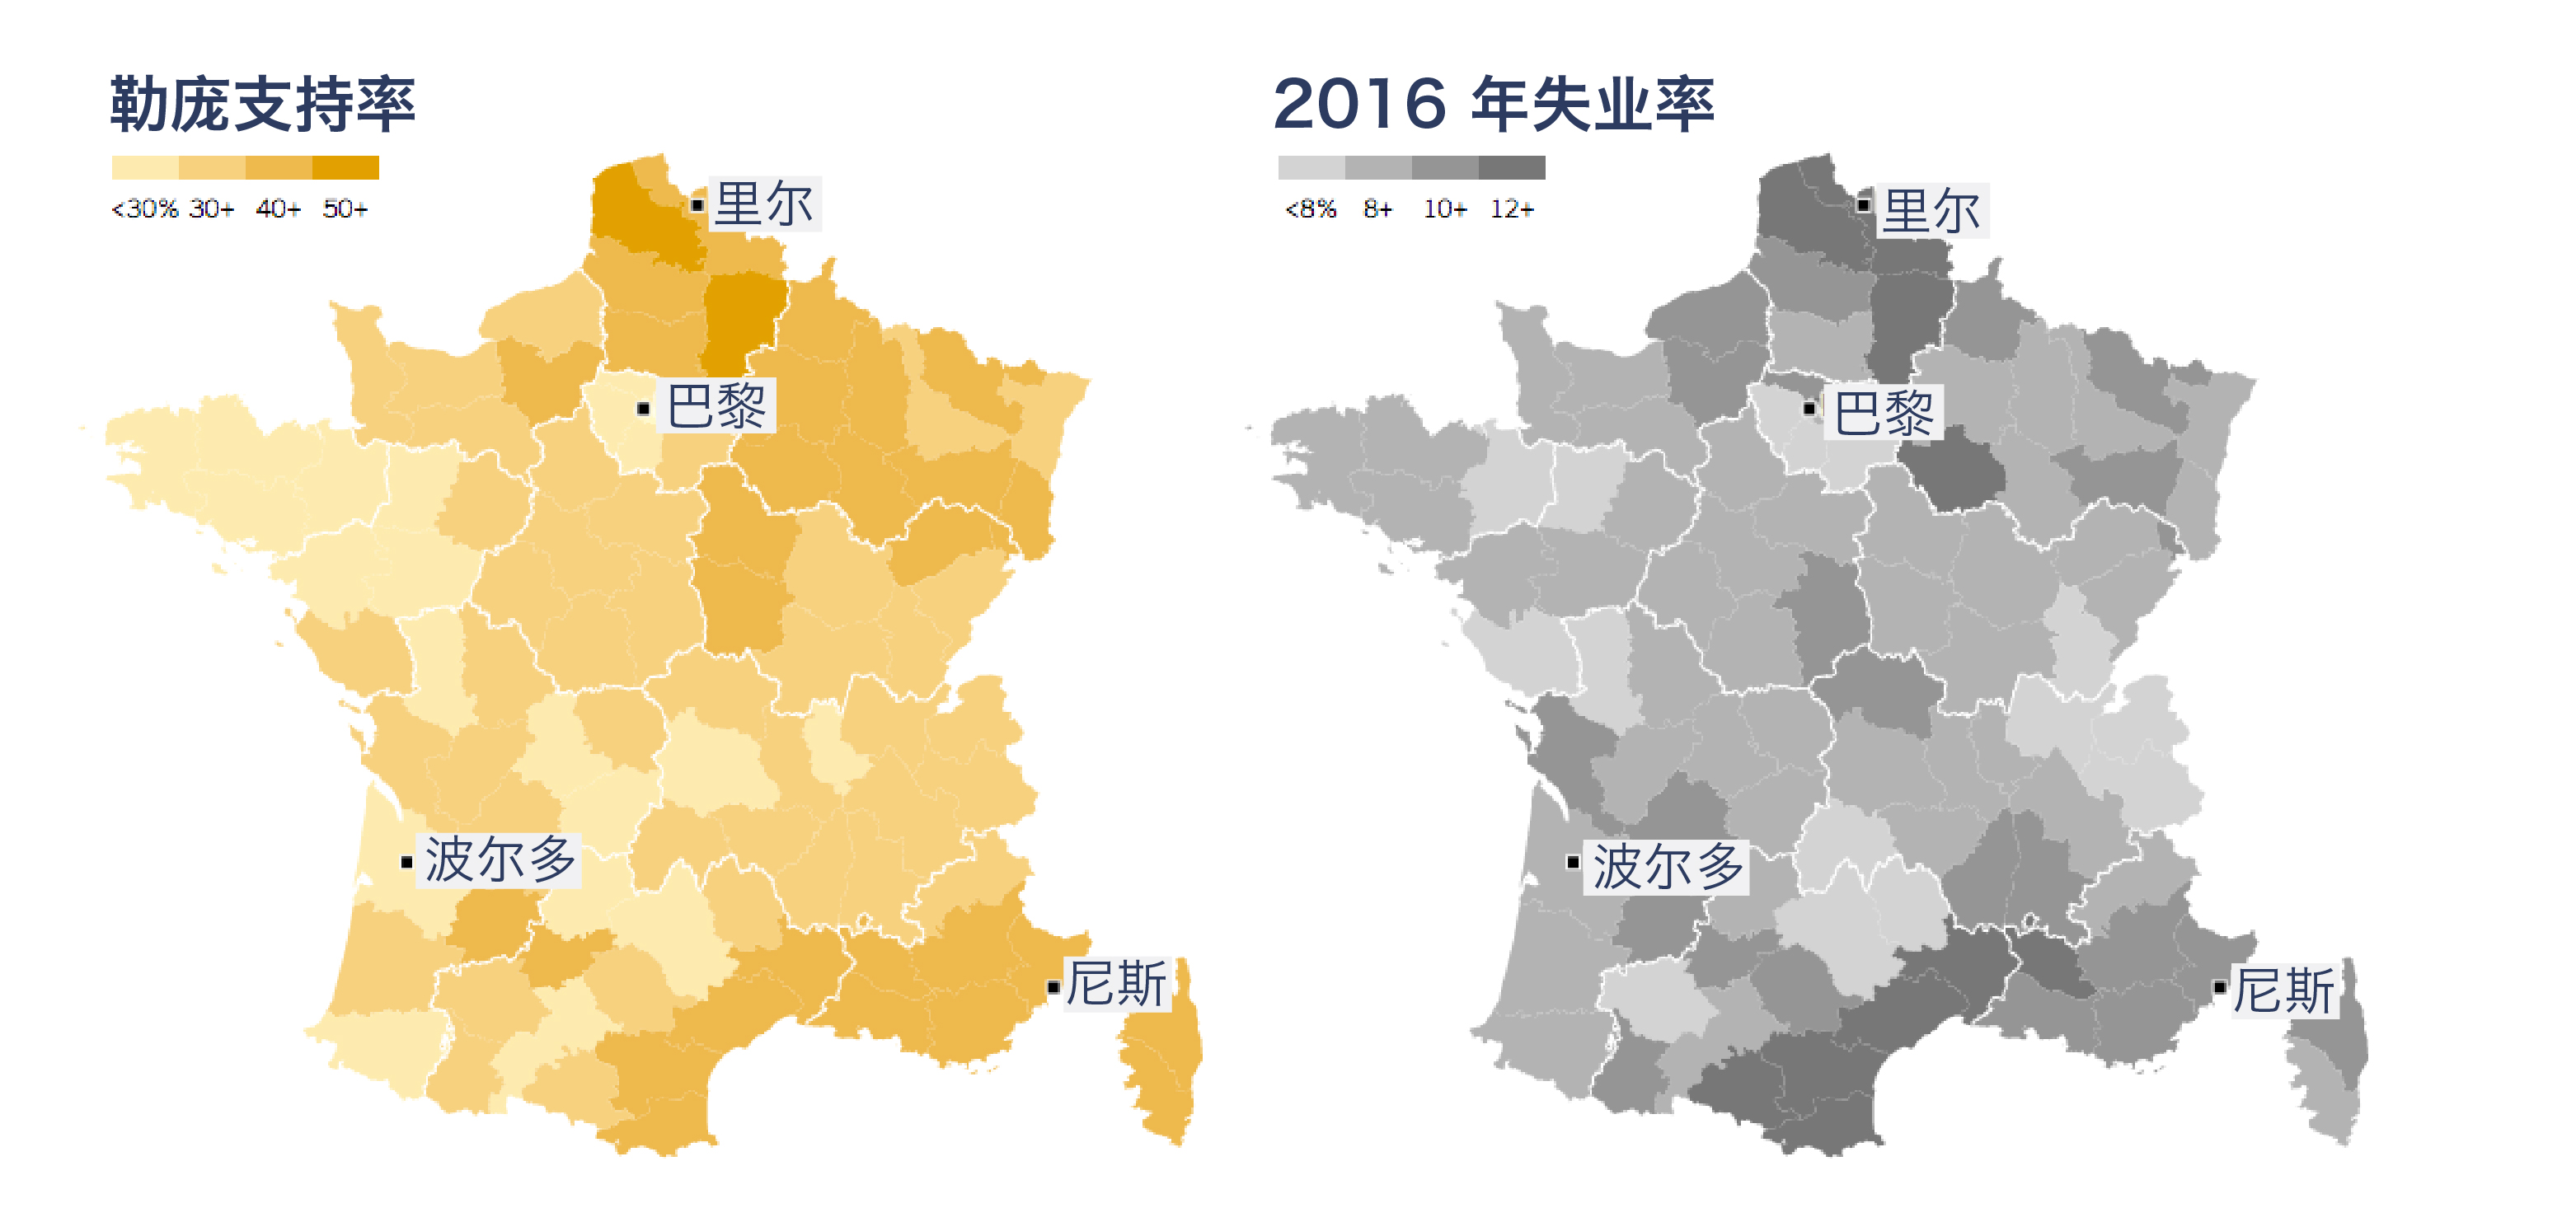 勒庞支持率
<30% 30+ 40+ 50+
里尔
巴黎
波尔多
尼斯
2016 年失业率
<8% 8+ 10+ 12+
里尔
巴黎
波尔多
尼斯